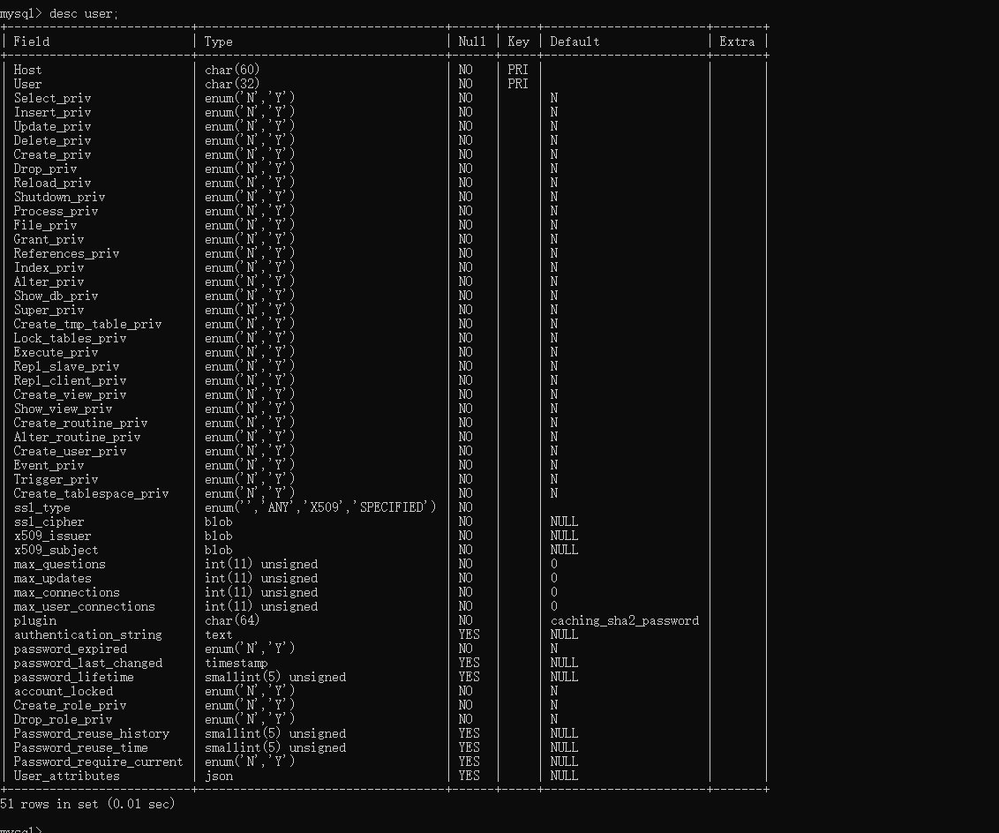 mysql> desc user;
+--------------------------+-----------------------------------+------+-----+-----------------------+-------+
| Field                    | Type                              | Null | Key | Default               | Extra |
+--------------------------+-----------------------------------+------+-----+-----------------------+-------+
| Host                     | char(60)                          | NO   | PRI |                       |       |
| User                     | char(32)                          | NO   | PRI |                       |       |
| Select_priv              | enum('N','Y')                     | NO   |     | N                     |       |
| Insert_priv              | enum('N','Y')                     | NO   |     | N                     |       |
| Update_priv              | enum('N','Y')                     | NO   |     | N                     |       |
| Delete_priv              | enum('N','Y')                     | NO   |     | N                     |       |
| Create_priv              | enum('N','Y')                     | NO   |     | N                     |       |
| Drop_priv                | enum('N','Y')                     | NO   |     | N                     |       |
| Reload_priv              | enum('N','Y')                     | NO   |     | N                     |       |
| Shutdown_priv            | enum('N','Y')                     | NO   |     | N                     |       |
| Process_priv             | enum('N','Y')                     | NO   |     | N                     |       |
| File_priv                | enum('N','Y')                     | NO   |     | N                     |       |
| Grant_priv               | enum('N','Y')                     | NO   |     | N                     |       |
| References_priv          | enum('N','Y')                     | NO   |     | N                     |       |
| Index_priv               | enum('N','Y')                     | NO   |     | N                     |       |
| Alter_priv               | enum('N','Y')                     | NO   |     | N                     |       |
| Show_db_priv             | enum('N','Y')                     | NO   |     | N                     |       |
| Super_priv               | enum('N','Y')                     | NO   |     | N                     |       |
| Create_tmp_table_priv    | enum('N','Y')                     | NO   |     | N                     |       |
| Lock_tables_priv         | enum('N','Y')                     | NO   |     | N                     |       |
| Execute_priv             | enum('N','Y')                     | NO   |     | N                     |       |
| Repl_slave_priv          | enum('N','Y')                     | NO   |     | N                     |       |
| Repl_client_priv         | enum('N','Y')                     | NO   |     | N                     |       |
| Create_view_priv         | enum('N','Y')                     | NO   |     | N                     |       |
| Show_view_priv           | enum('N','Y')                     | NO   |     | N                     |       |
| Create_routine_priv      | enum('N','Y')                     | NO   |     | N                     |       |
| Alter_routine_priv       | enum('N','Y')                     | NO   |     | N                     |       |
| Create_user_priv         | enum('N','Y')                     | NO   |     | N                     |       |
| Event_priv               | enum('N','Y')                     | NO   |     | N                     |       |
| Trigger_priv             | enum('N','Y')                     | NO   |     | N                     |       |
| Create_tablespace_priv   | enum('N','Y')                     | NO   |     | N                     |       |
| ssl_type                 | enum('','ANY','X509','SPECIFIED') | NO   |     |                       |       |
| ssl_cipher               | blob                              | NO   |     | NULL                  |       |
| x509_issuer              | blob                              | NO   |     | NULL                  |       |
| x509_subject             | blob                              | NO   |     | NULL                  |       |
| max_questions            | int(11) unsigned                  | NO   |     | 0                     |       |
| max_updates              | int(11) unsigned                  | NO   |     | 0                     |       |
| max_connections          | int(11) unsigned                  | NO   |     | 0                     |       |
| max_user_connections     | int(11) unsigned                  | NO   |     | 0                     |       |
| plugin                   | char(64)                          | NO   |     | caching_sha2_password |       |
| authentication_string    | text                              | YES  |     | NULL                  |       |
| password_expired         | enum('N','Y')                     | NO   |     | N                     |       |
| password_last_changed    | timestamp                         | YES  |     | NULL                  |       |
| password_lifetime        | smallint(5) unsigned              | YES  |     | NULL                  |       |
| account_locked           | enum('N','Y')                     | NO   |     | N                     |       |
| Create_role_priv         | enum('N','Y')                     | NO   |     | N                     |       |
| Drop_role_priv           | enum('N','Y')                     | NO   |     | N                     |       |
| Password_reuse_history   | smallint(5) unsigned              | YES  |     | NULL                  |       |
| Password_reuse_time      | smallint(5) unsigned              | YES  |     | NULL                  |       |
| Password_require_current | enum('N','Y')                     | YES  |     | NULL                  |       |
| User_attributes          | json                              | YES  |     | NULL                  |       |
+--------------------------+-----------------------------------+------+-----+-----------------------+-------+
51 rows in set (0.01 sec)
mysql>